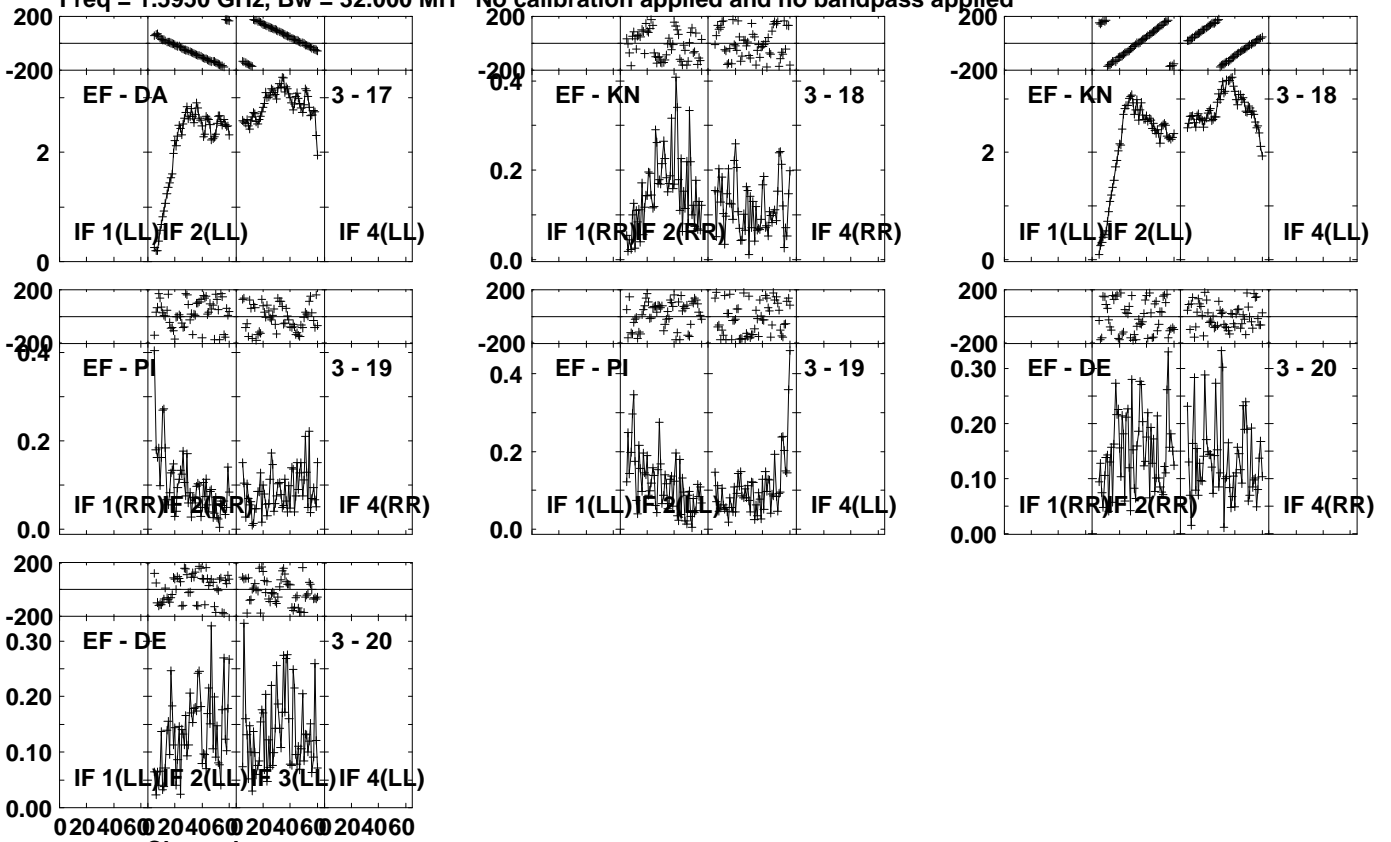 Freq = 1.5950 GHz, Bw = 32.000 MH No calibration applied and no bandpass applied
200
-200
EF - DA 3 - 17
2
IF 1(LL) IF 2(LL) IF 4(LL)
0
200
-200
0.4
EF - KN 3 - 18
0.2
IF 1(RR) IF 2(RR) IF 4(RR)
0.0
200
-200
EF - KN 3 - 18
2
IF 1(LL) IF 2(LL) IF 4(LL)
0
200
-200
0.4
EF - PI 3 - 19
0.2
IF 1(RR) IF 2(RR) IF 4(RR)
0.0
200
-200
EF - PI 3 - 19
0.4
0.2
IF 1(LL) IF 2(LL) IF 4(LL)
0.0
200
-200
EF - DE 3 - 20
0.30
0.20
0.10
IF 1(RR) IF 2(RR) IF 4(RR)
0.00
200
-200
EF - DE 3 - 20
0.30
0.20
0.10
IF 1(LL) IF 2(LL) IF 3(LL) IF 4(LL)
0.00
0 20 40 60 0 20 40 60 0 20 40 60 0 20 40 60